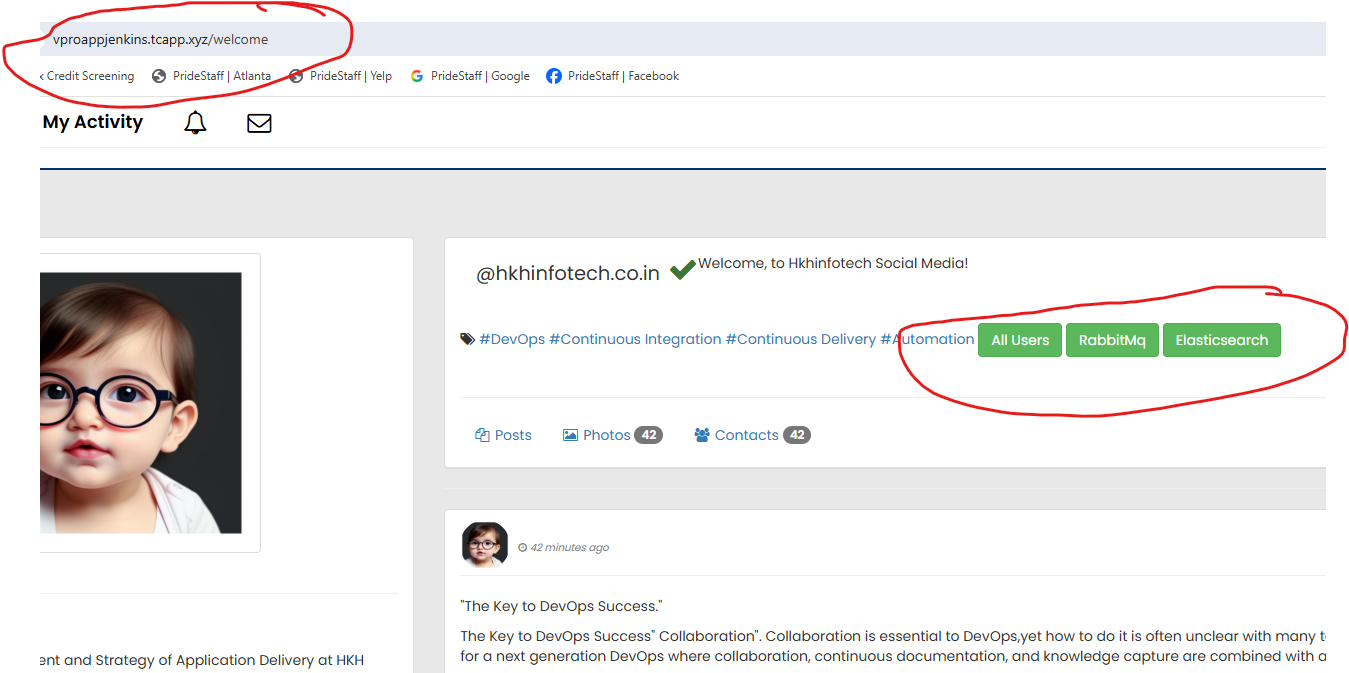 vproappjenkins.tcapp.xyz/welcome
Credit Screening PrideStaff | Atlanta PrideStaff | Yelp PrideStaff | Google PrideStaff | Facebook
My Activity
@hkhinfotech.co.in Welcome, to Hkhinfotech Social Media!
#DevOps #Continuous Integration #Continuous Delivery #Automation All Users RabbitMq Elasticsearch
Posts Photos 42 Contacts 42
42 minutes ago
"The Key to DevOps Success."
The Key to DevOps Success" Collaboration". Collaboration is essential to DevOps,yet how to do it is often unclear with many
for a next generation DevOps where collaboration, continuous documentation, and knowledge capture are combined with a
and Strategy of Application Delivery at HKH